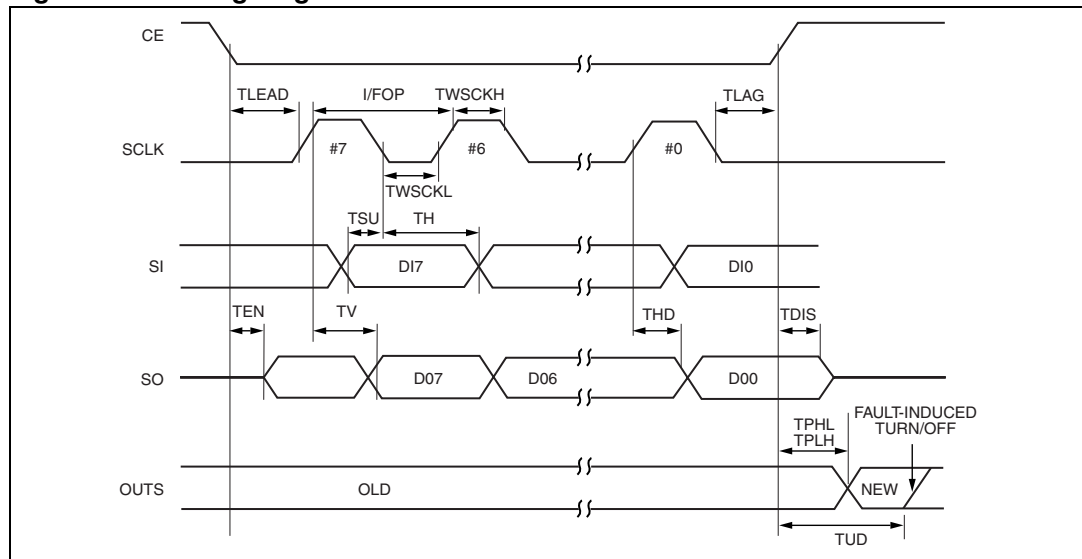 CE
TLEAD
I/FOP
TWSCKH
TLAG
SCLK
#7
#6
#0
TWSCKL
TSU
TH
SI
DI7
DI0
TEN
TV
THD
TDIS
SO
D07
D06
D00
TPHL
TPLH
FAULT-INDUCED
TURN/OFF
OUTS
OLD
NEW
TUD